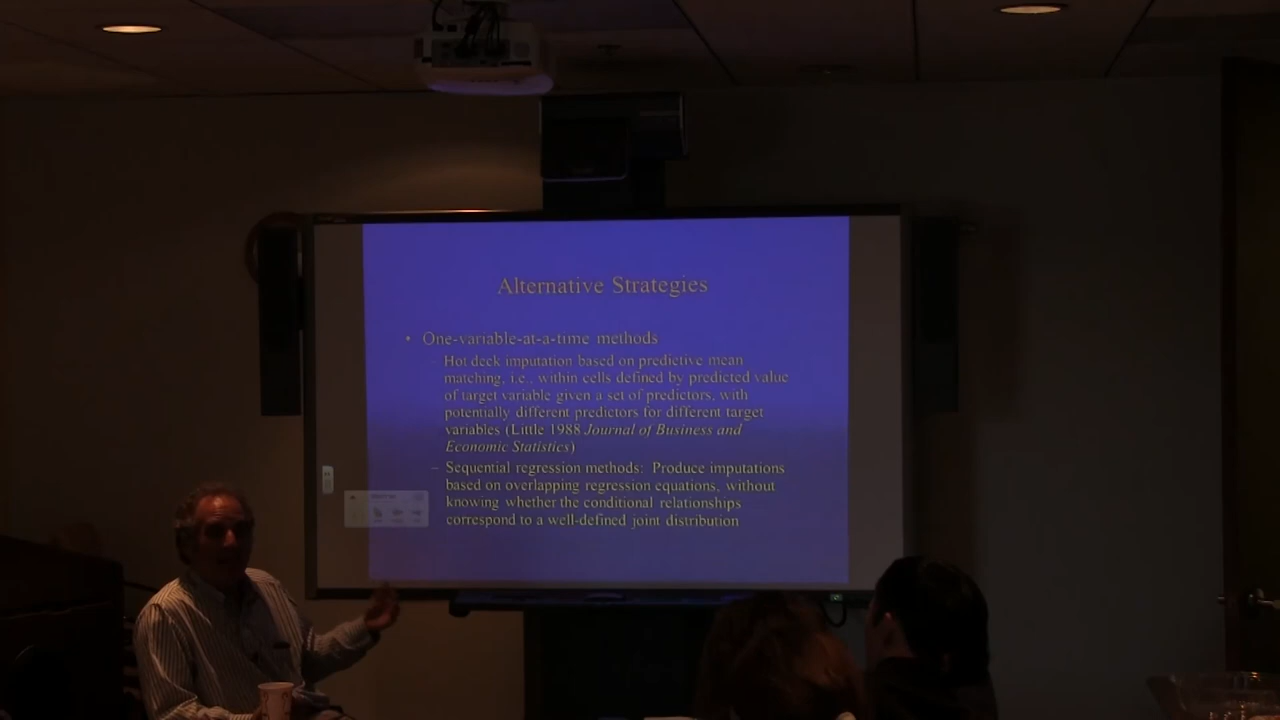 Alternative Strategies
• One-variable-at-a-time methods
– Hot deck imputation based on predictive mean
matching, i.e., within cells defined by predicted value
of target variable given a set of predictors, with
potentially different predictors for different target
variables (Little 1988 Journal of Business and
Economic Statistics)
– Sequential regression methods: Produce imputations
based on overlapping regression equations, without
knowing whether the conditional relationships
correspond to a well-defined joint distribution